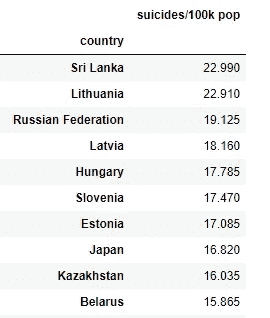 suicides/100k pop
country
Sri Lanka 22.990
Lithuania 22.910
Russian Federation 19.125
Latvia 18.160
Hungary 17.785
Slovenia 17.470
Estonia 17.085
Japan 16.820
Kazakhstan 16.035
Belarus 15.865